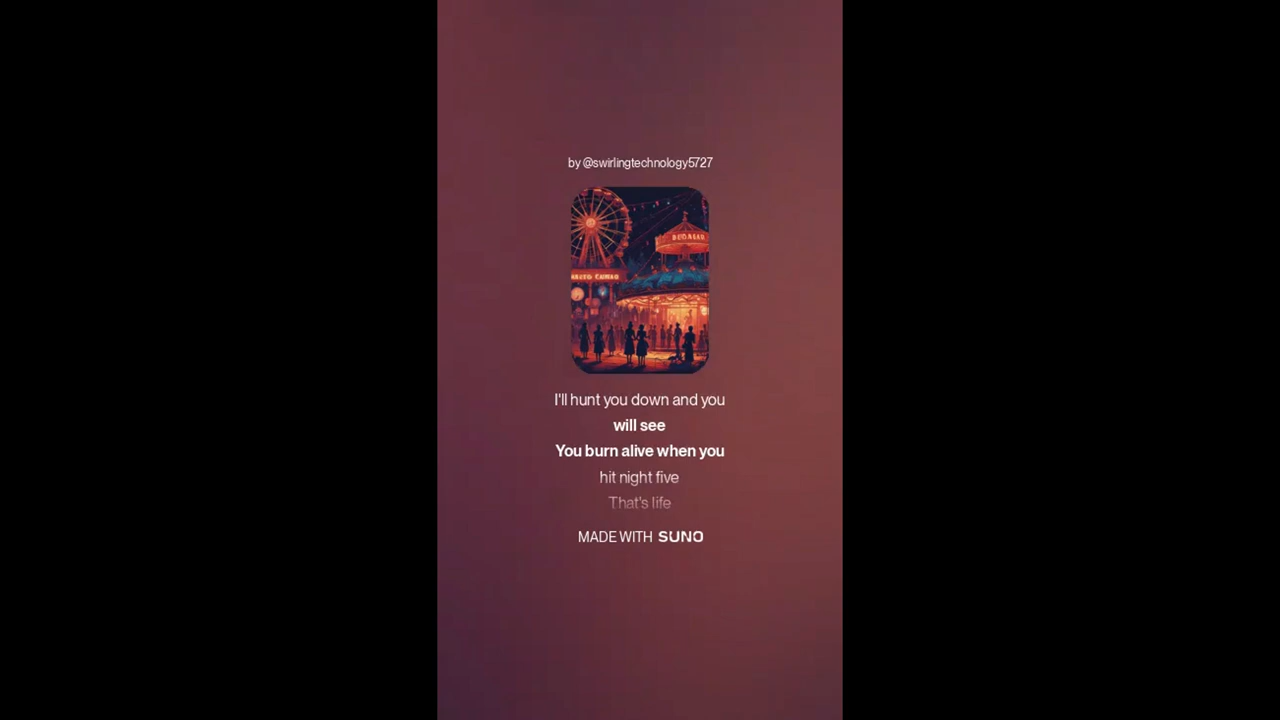 by @swirlingtechnology5727
I'll hunt you down and you
will see
You burn alive when you
hit night five
That's life
MADE WITH SUNO